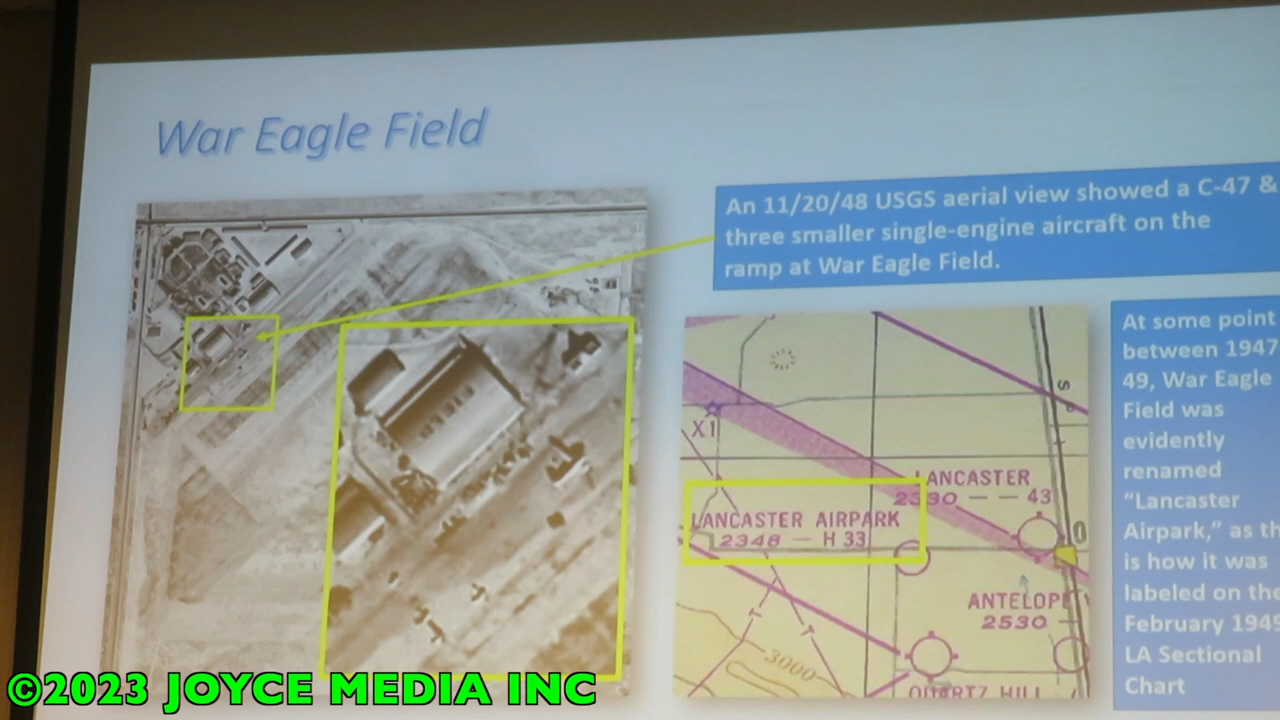 War Eagle Field
An 11/20/48 USGS aerial view showed a C-47 &
three smaller single-engine aircraft on the
ramp at War Eagle Field.
At some point
between 1947
49, War Eagle
Field was
evidently
renamed
“Lancaster
Airpark,” as th
is how it was
labeled on the
February 1949
LA Sectional
Chart
X1
S
LANCASTER
2330 — — 43
LANCASTER AIRPARK
2348 — H 33
0
ANTELOPE V
2530 —
3000
QUARTZ HILL
©2023 JOYCE MEDIA INC